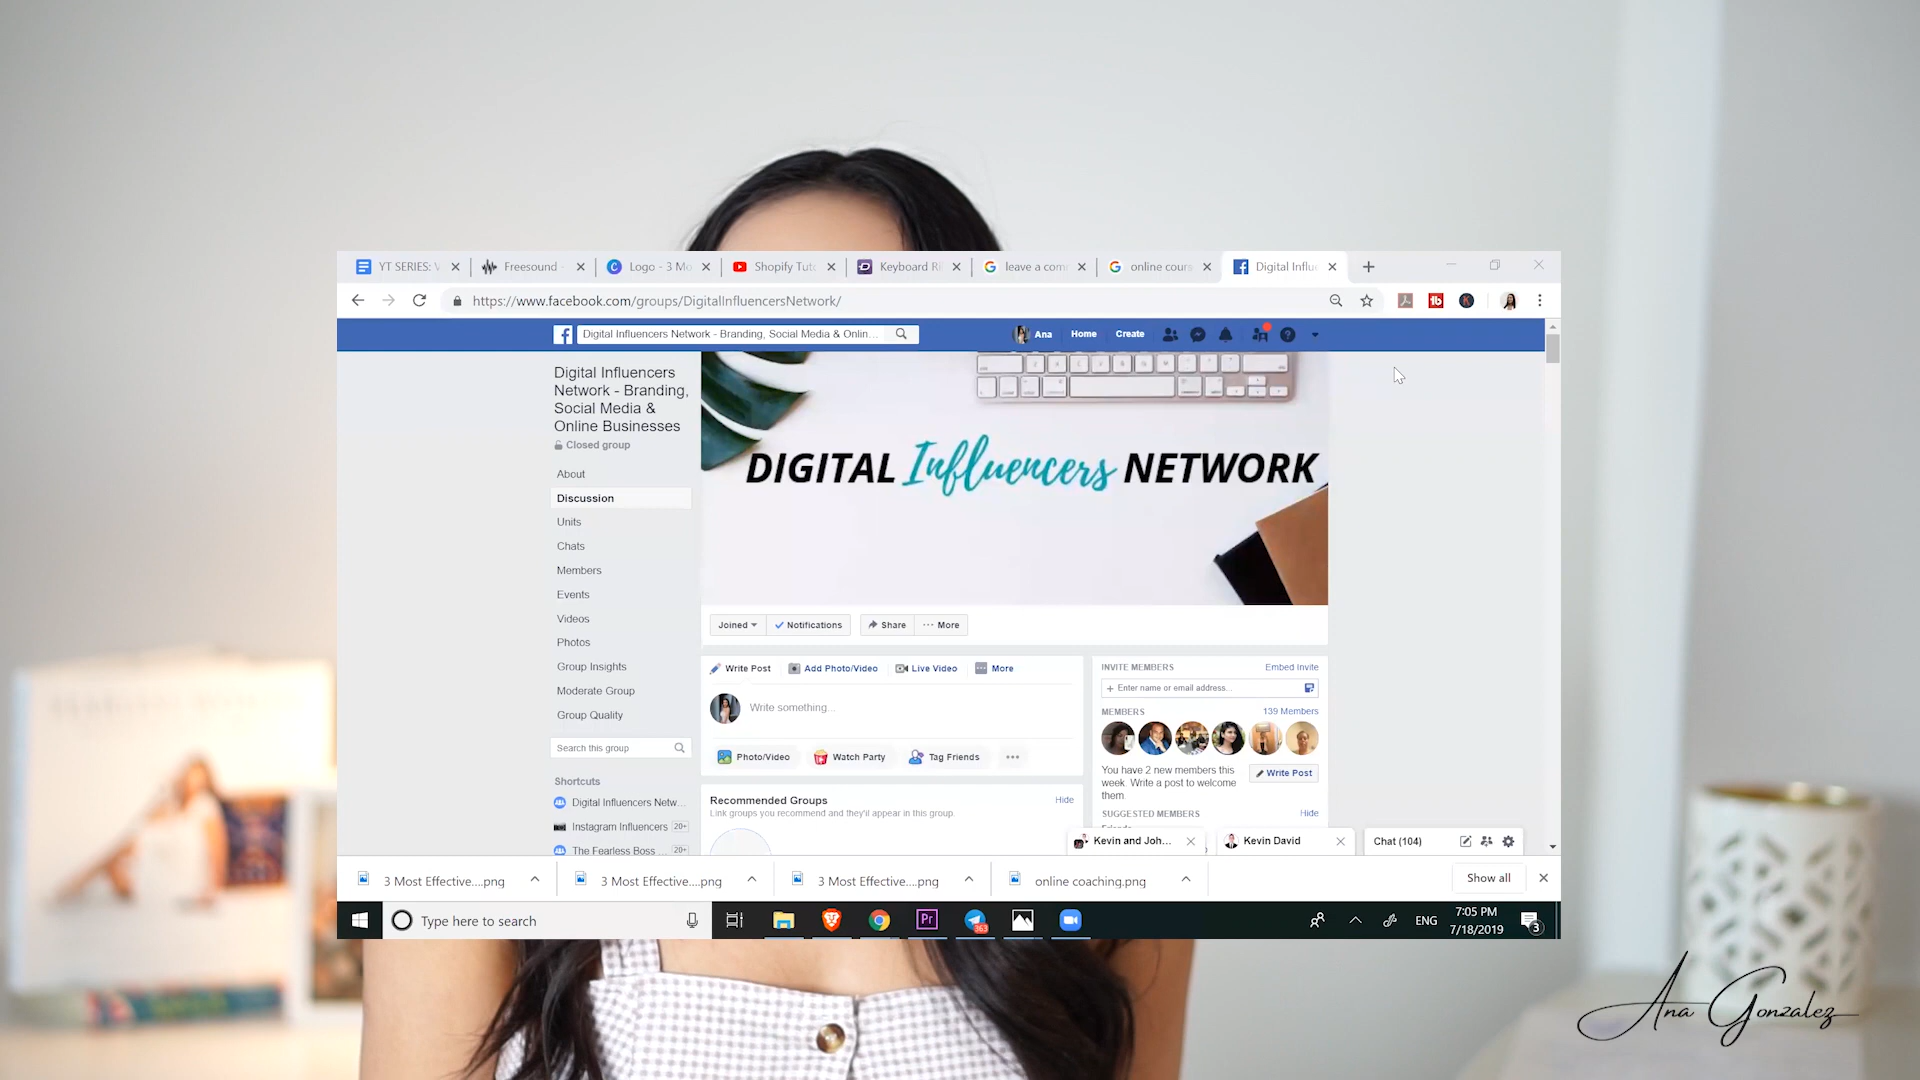 YT SERIES: V
Freesound -
Logo - 3 Mo
Shopify Tuto
Keyboard Ri
leave a com
online cours
Digital Influe
https://www.facebook.com/groups/DigitalInfluencersNetwork/
Digital Influencers Network - Branding, Social Media & Onlin...
Ana
Home
Create
Digital Influencers
Network - Branding,
Social Media &
Online Businesses
Closed group
About
Discussion
Units
Chats
Members
Events
Videos
Photos
Group Insights
Moderate Group
Group Quality
Search this group
Shortcuts
Digital Influencers Netw...
Instagram Influencers 20+
The Fearless Boss ... 20+
DIGITAL Influencers NETWORK
Joined
Notifications
Share
More
Write Post
Add Photo/Video
Live Video
More
Write something...
Photo/Video
Watch Party
Tag Friends
Recommended Groups
Hide
Link groups you recommend and they'll appear in this group.
INVITE MEMBERS
Embed Invite
+ Enter name or email address...
MEMBERS
139 Members
You have 2 new members this
week. Write a post to welcome
them.
Write Post
SUGGESTED MEMBERS
Hide
Kevin and Joh...
Kevin David
Chat (104)
3 Most Effective....png
3 Most Effective....png
3 Most Effective....png
online coaching.png
Show all
Type here to search
Pr
363
ENG
7:05 PM
7/18/2019
3
Ana Gonzalez